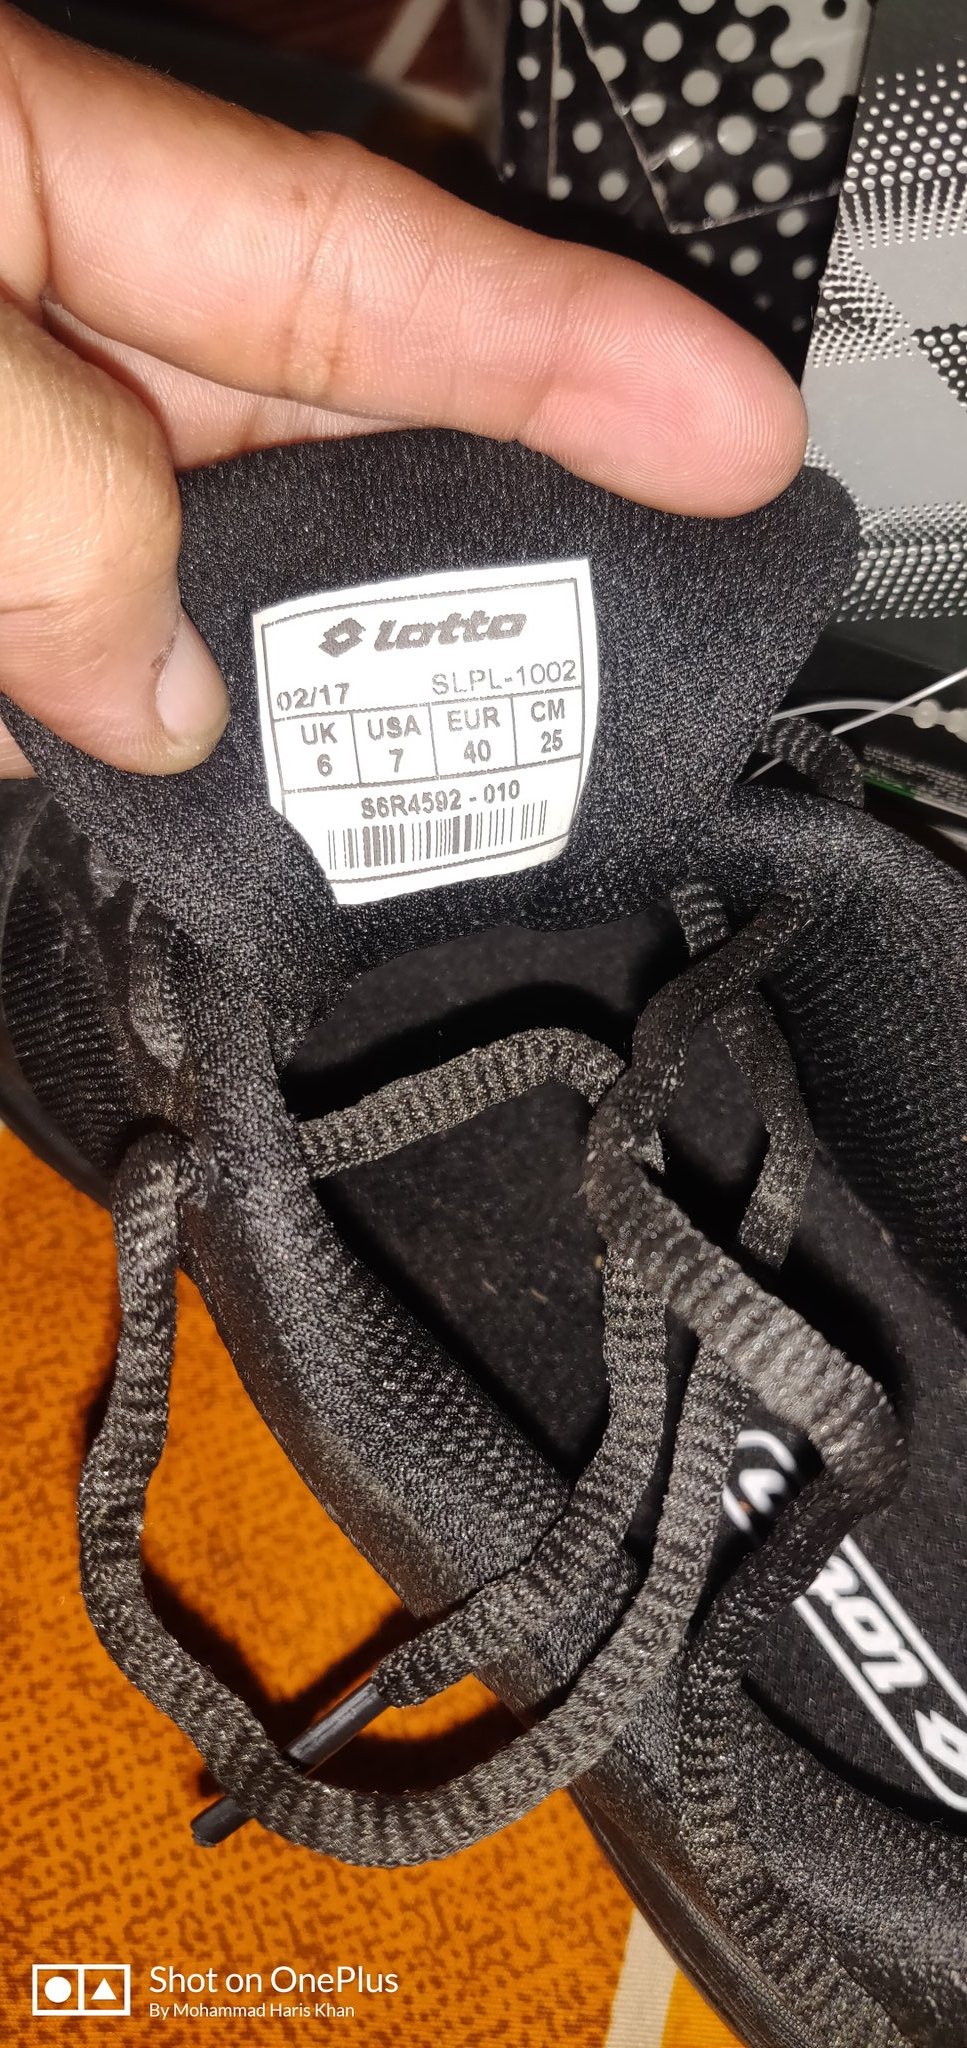 lotto
02/17 SLPL-1002
UK USA EUR CM
6 7 40 25
S6R4592 - 010
Shot on OnePlus
By Mohammad Haris Khan